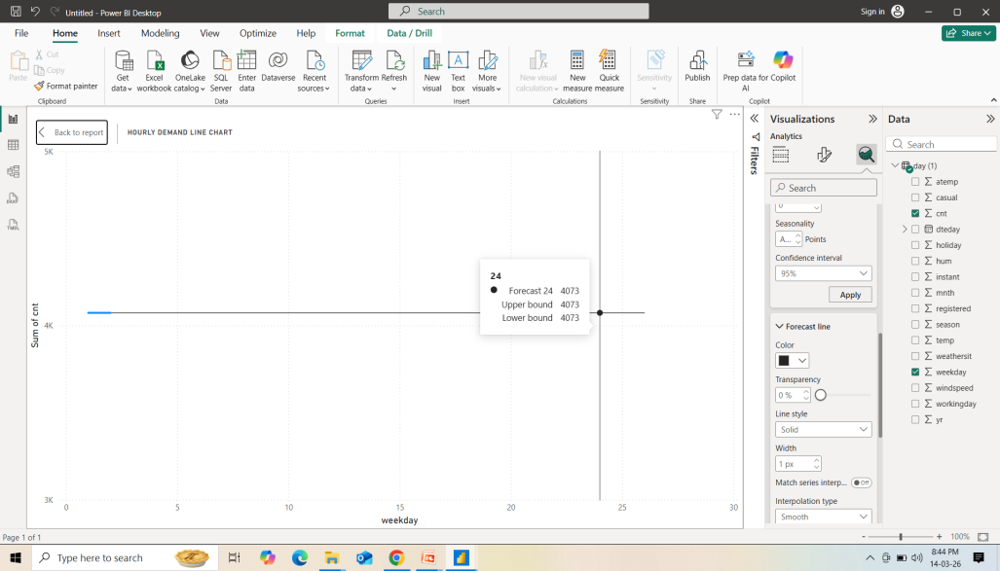 Untitled - Power BI Desktop
Search
Sign in
File Home Insert Modeling View Optimize Help Format Data / Drill
Share
Paste
Cut
Copy
Format painter
Clipboard
Get data
Excel workbook
OneLake catalog
SQL Server
Enter data
Dataverse
Recent sources
Data
Transform data
Refresh
Queries
New visual
Text box
More visuals
Insert
New visual calculation
New measure
Quick measure
Calculations
Sensitivity
Sensitivity
Publish
Share
Prep data for AI
Copilot
Copilot
Back to report
HOURLY DEMAND LINE CHART
5K
4K
3K
Sum of cnt
0 5 10 15 20 25 30
weekday
24
Forecast 24 4073
Upper bound 4073
Lower bound 4073
Filters
Visualizations
Analytics
Search
0
Seasonality
A... Points
Confidence interval
95%
Apply
Forecast line
Color
Transparency
0 %
Line style
Solid
Width
1 px
Match series interp... Off
Interpolation type
Smooth
Data
Search
day (1)
atemp
casual
cnt
dteday
holiday
hum
instant
mnth
registered
season
temp
weathersit
weekday
windspeed
workingday
yr
Page 1 of 1
- + 100%
Type here to search
8:44 PM
14-03-26